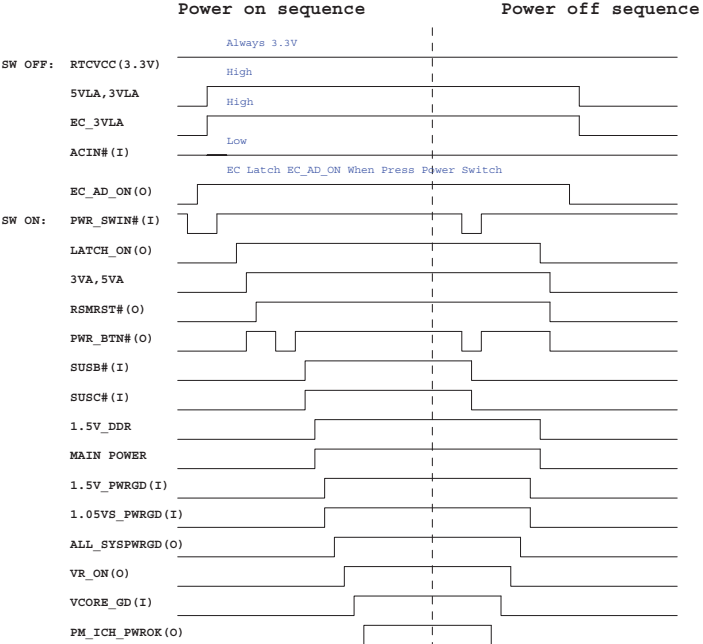 Power on sequence Power off sequence
Always 3.3V
SW OFF: RTCVCC(3.3V)
High
5VLA,3VLA
High
EC_3VLA
Low
ACIN#(I)
EC Latch EC_AD_ON When Press Power Switch
EC_AD_ON(O)
SW ON: PWR_SWIN#(I)
LATCH_ON(O)
3VA,5VA
RSMRST#(O)
PWR_BTN#(O)
SUSB#(I)
SUSC#(I)
1.5V_DDR
MAIN POWER
1.5V_PWRGD(I)
1.05VS_PWRGD(I)
ALL_SYSPWRGD(O)
VR_ON(O)
VCORE_GD(I)
PM_ICH_PWROK(O)